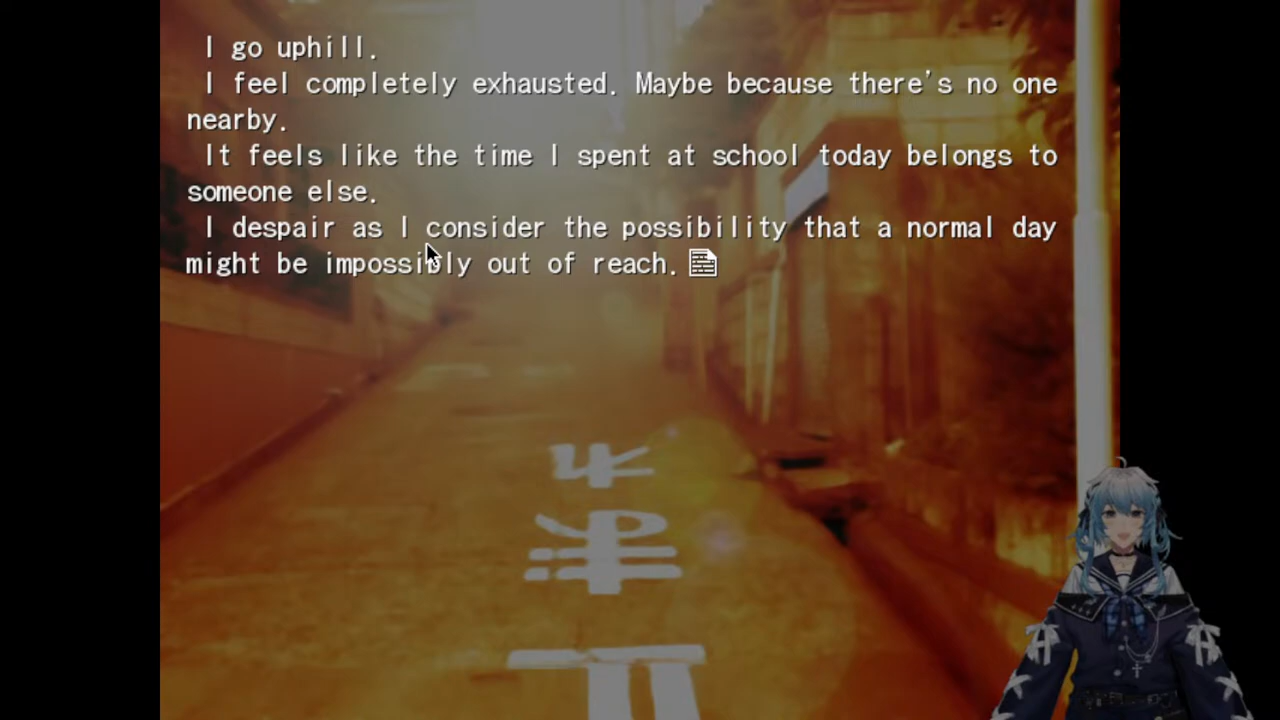 I go uphill.
I feel completely exhausted. Maybe because there's no one
nearby.
It feels like the time I spent at school today belongs to
someone else.
I despair as I consider the possibility that a normal day
might be impossibly out of reach.